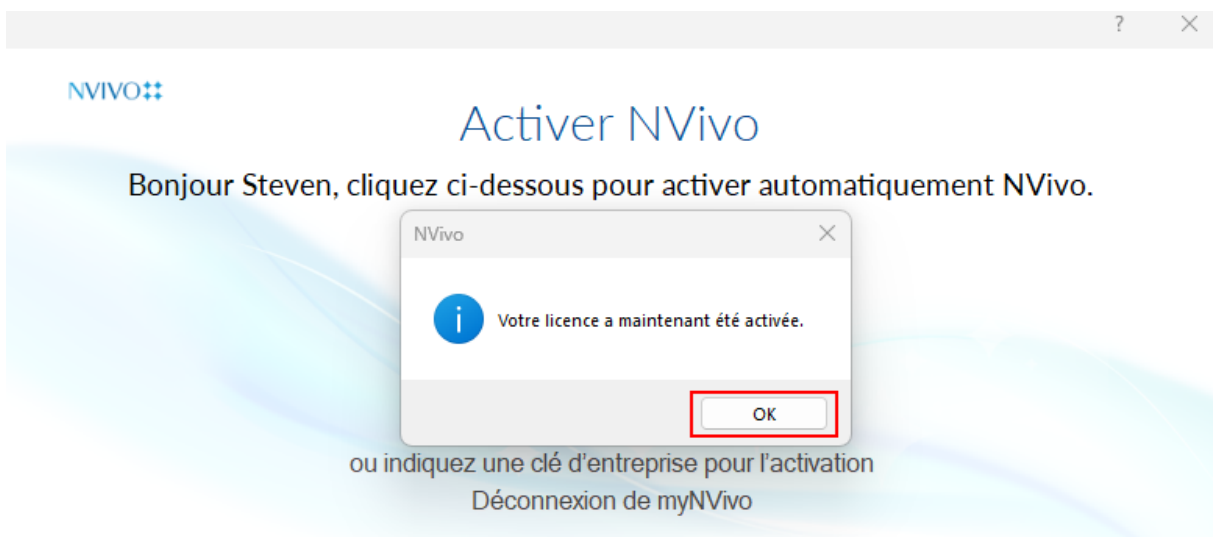 NVIVO
Activer NVivo
Bonjour Steven, cliquez ci-dessous pour activer automatiquement NVivo.
NVivo
Votre licence a maintenant été activée.
OK
ou indiquez une clé d'entreprise pour l'activation
Déconnexion de myNVivo